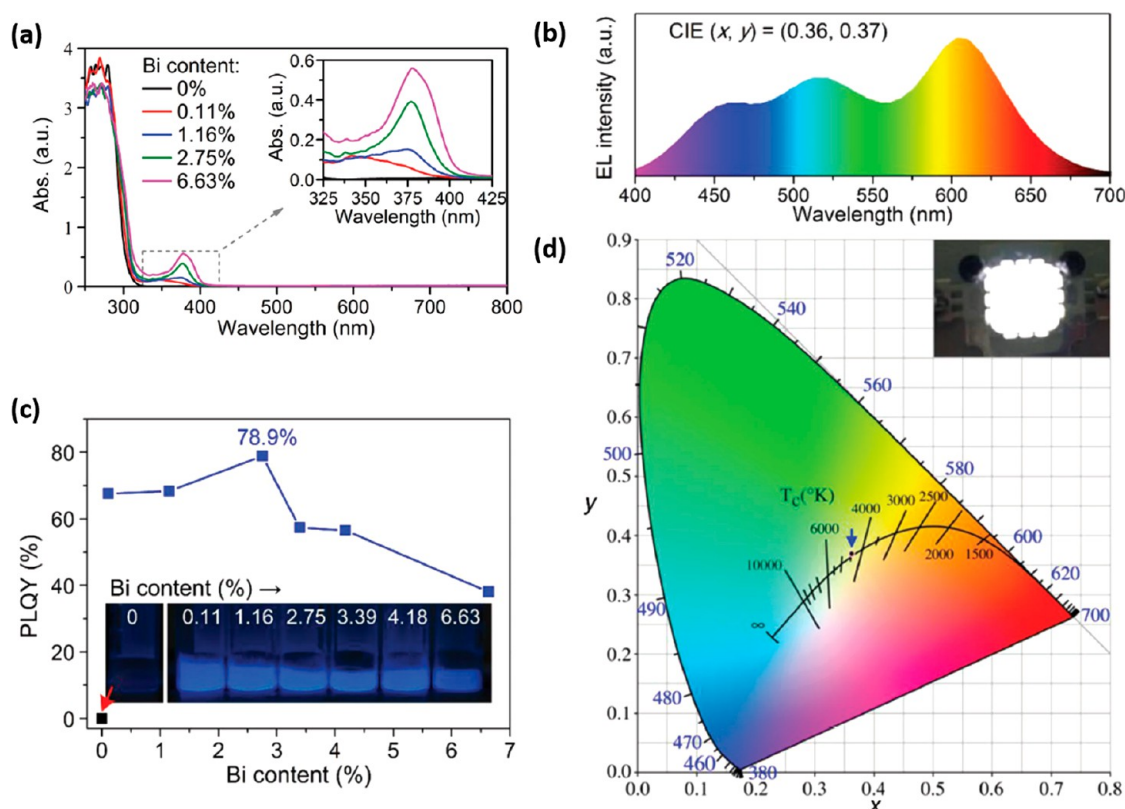 (a)
Abs. (a.u.)
4
3
2
1
0
Bi content:
0%
0.11%
1.16%
2.75%
6.63%
Abs. (a.u.)
0.6
0.4
0.2
0.0
325 350 375 400 425
Wavelength (nm)
300 400 500 600 700 800
Wavelength (nm)
(b)
CIE (x, y) = (0.36, 0.37)
EL intensity (a.u.)
400 450 500 550 600 650 700
Wavelength (nm)
(c)
PLQY (%)
80
60
40
20
0
78.9%
Bi content (%) →
0 0.11 1.16 2.75 3.39 4.18 6.63
0 1 2 3 4 5 6 7
Bi content (%)
(d)
y
0.9
0.8
0.7
0.6
0.5
0.4
0.3
0.2
0.1
0.0
520
540
560
500
580
TC(°K)
3000
2500
4000
6000
600
2000
1500
10000
620
490
∞
700
480
470
460
380
0.0 0.1 0.2 0.3 0.4 0.5 0.6 0.7 0.8
x